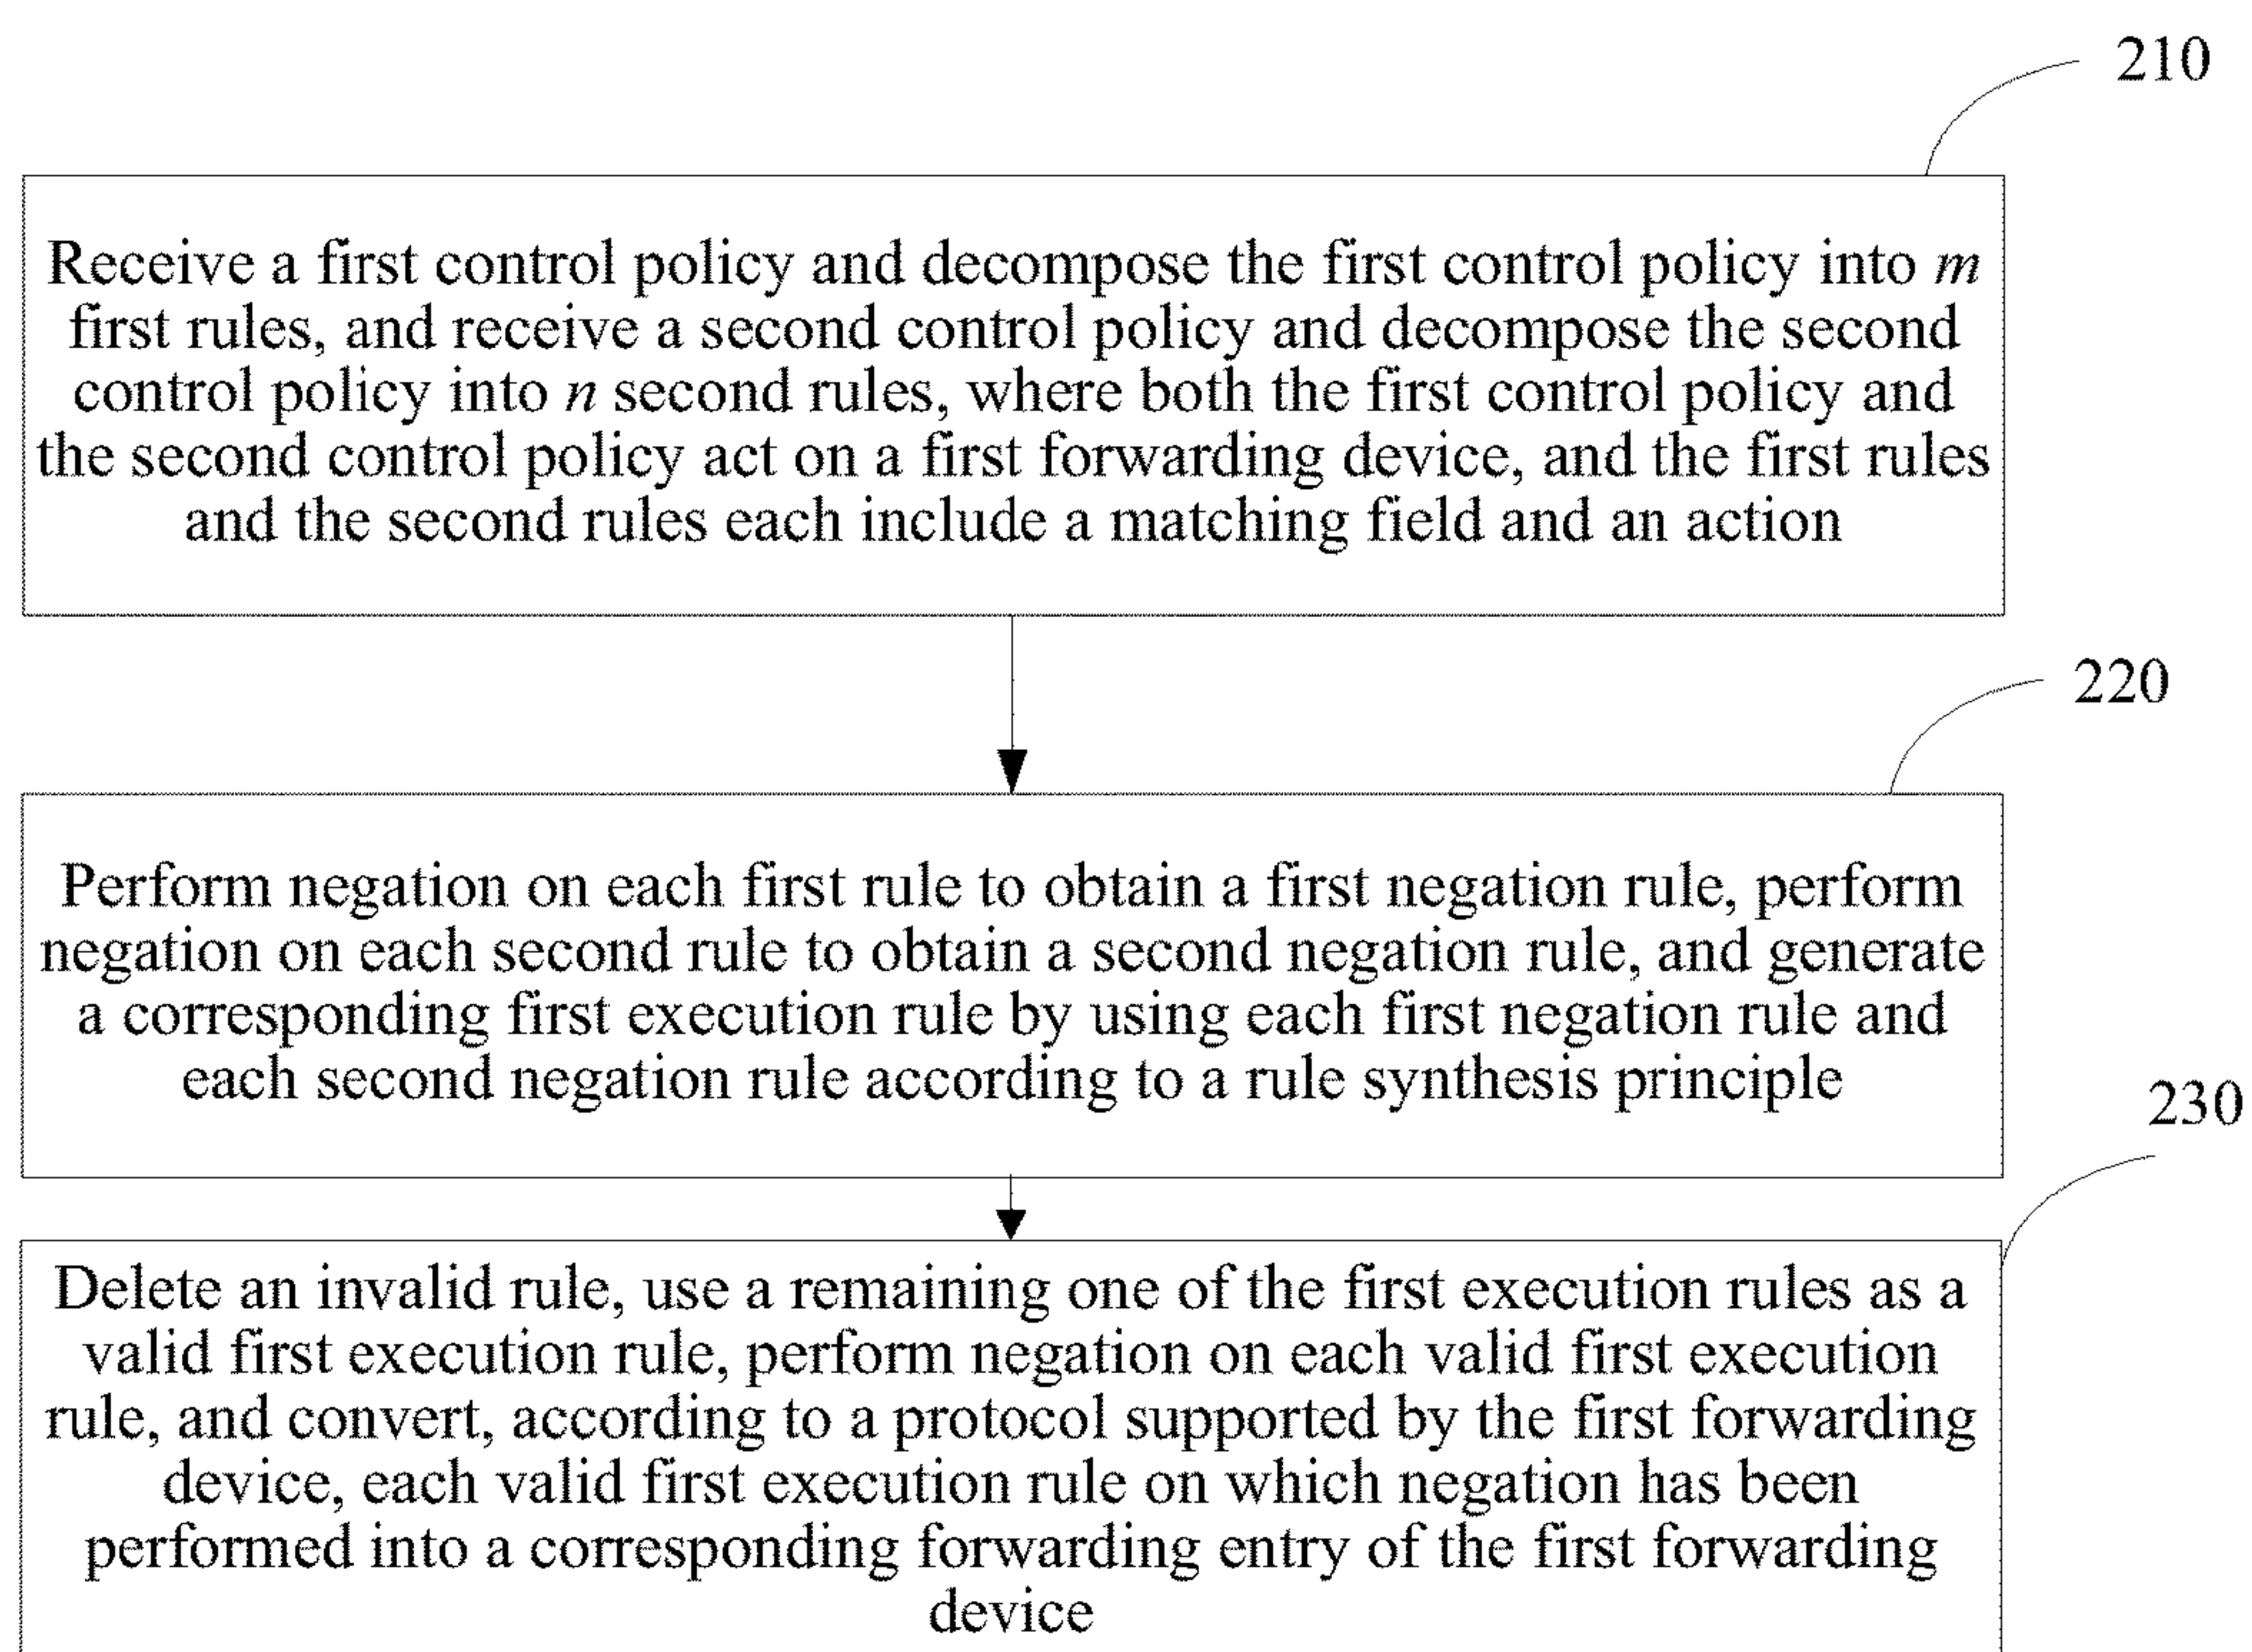 210
Receive a first control policy and decompose the first control policy into m
first rules, and receive a second control policy and decompose the second
control policy into n second rules, where both the first control policy and
the second control policy act on a first forwarding device, and the first rules
and the second rules each include a matching field and an action
220
Perform negation on each first rule to obtain a first negation rule, perform
negation on each second rule to obtain a second negation rule, and generate
a corresponding first execution rule by using each first negation rule and
each second negation rule according to a rule synthesis principle
230
Delete an invalid rule, use a remaining one of the first execution rules as a
valid first execution rule, perform negation on each valid first execution
rule, and convert, according to a protocol supported by the first forwarding
device, each valid first execution rule on which negation has been
performed into a corresponding forwarding entry of the first forwarding
device